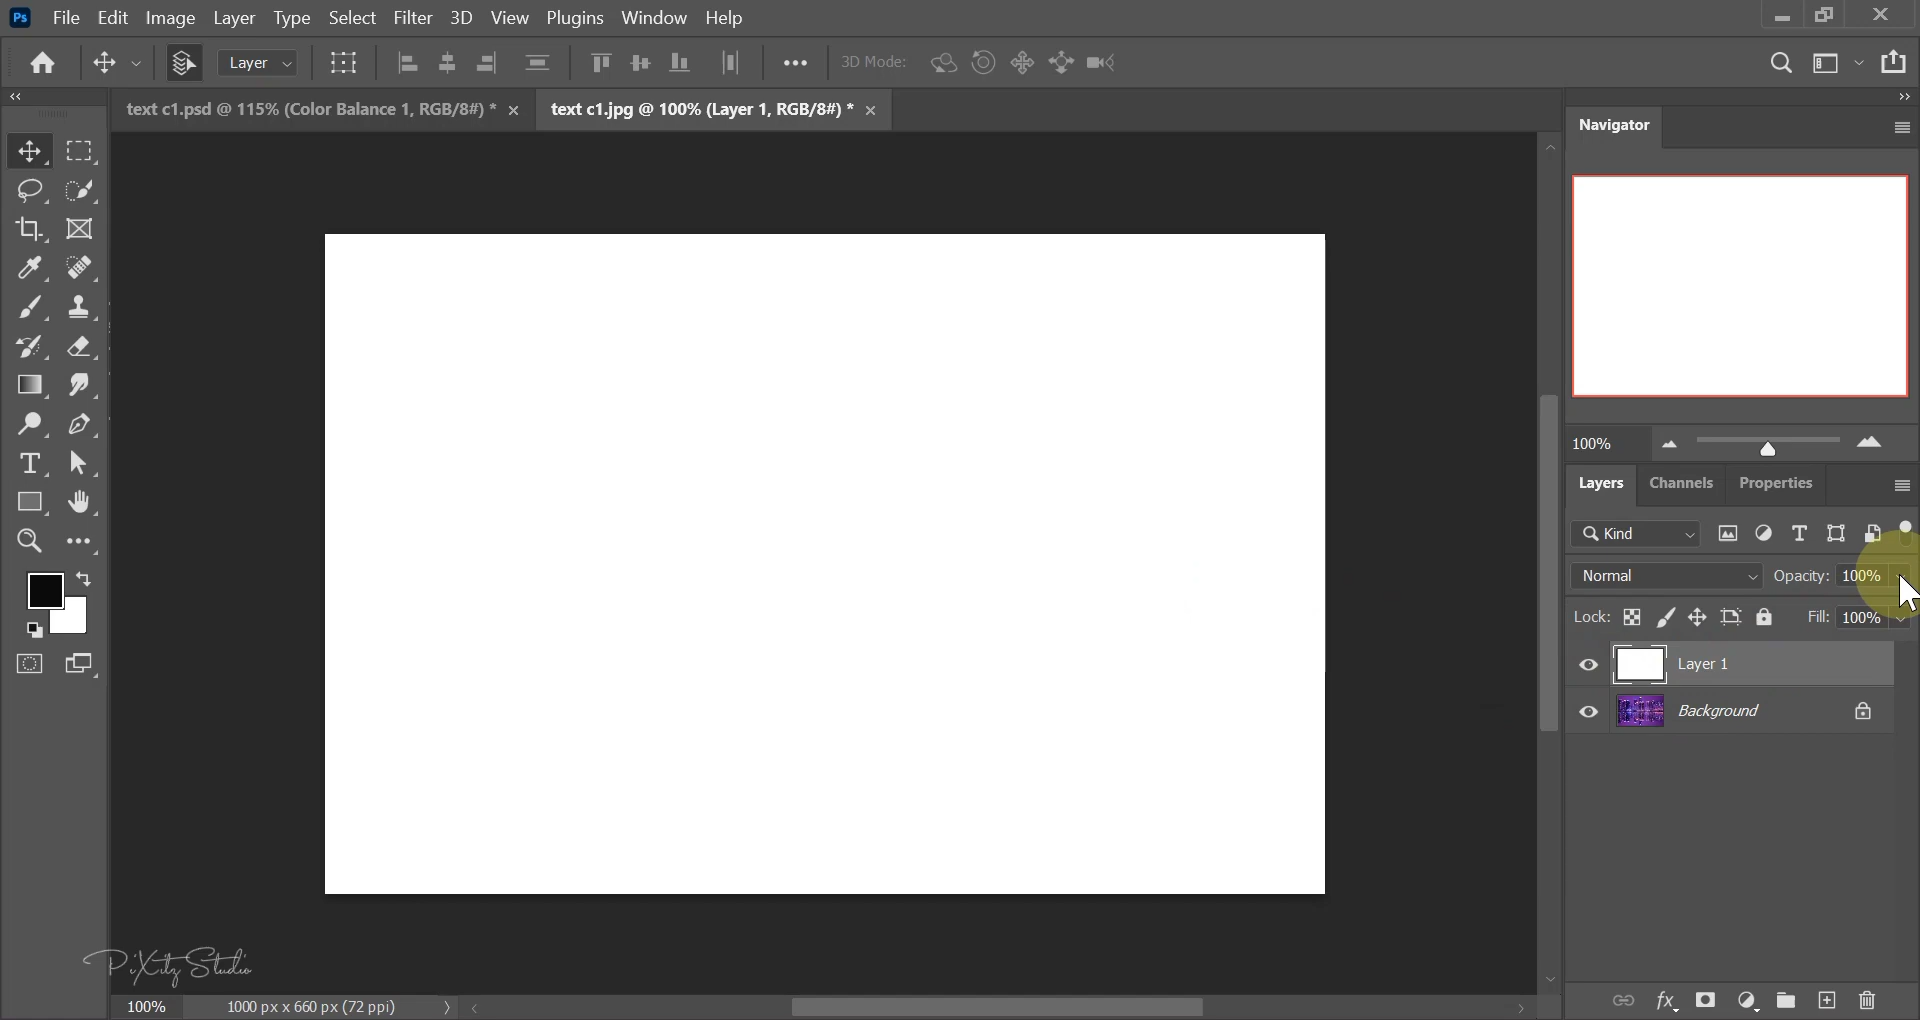 Ps File Edit Image Layer Type Select Filter 3D View Plugins Window Help
Layer 3D Mode:
text c1.psd @ 115% (Color Balance 1, RGB/8#) * text c1.jpg @ 100% (Layer 1, RGB/8#) *
Navigator
100%
Layers Channels Properties
Kind
Normal Opacity: 100%
Lock: Fill: 100%
Layer 1
Background
PiXilz Studio
100% 1000 px x 660 px (72 ppi)